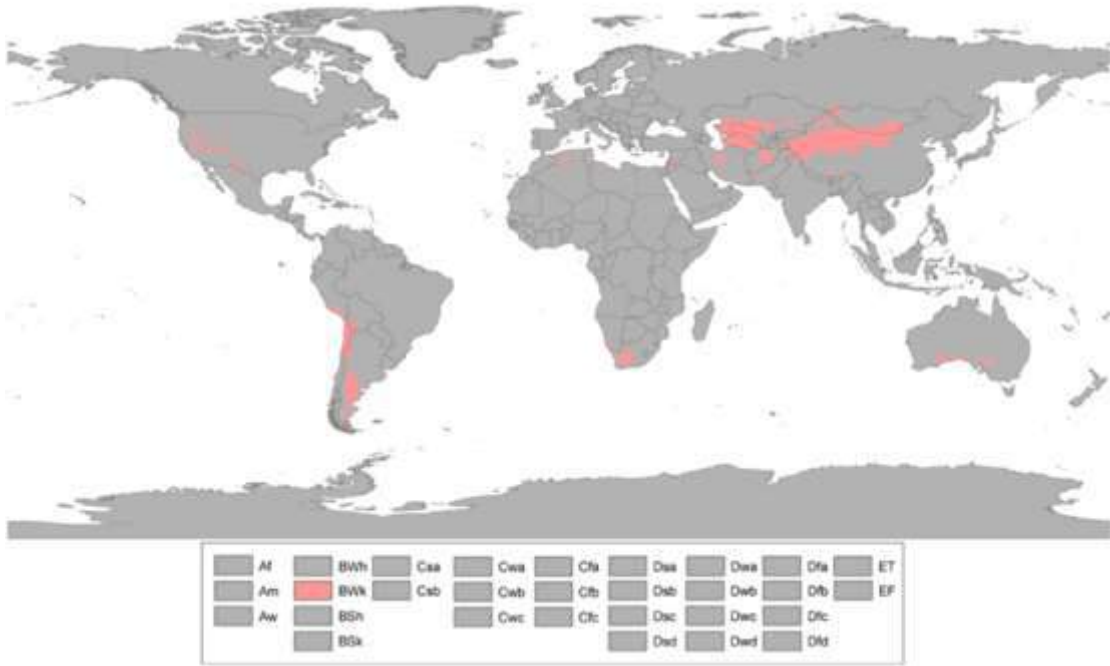 Af BWh Csa Cwa Cfa Dsa Dwa Dfa ET
Am BWk Csb Cwb Cfb Dsb Dwb Dfb EF
Aw BSh Cwc Cfc Dsc Dwc Dfc
BSk Dsd Dwd Dfd